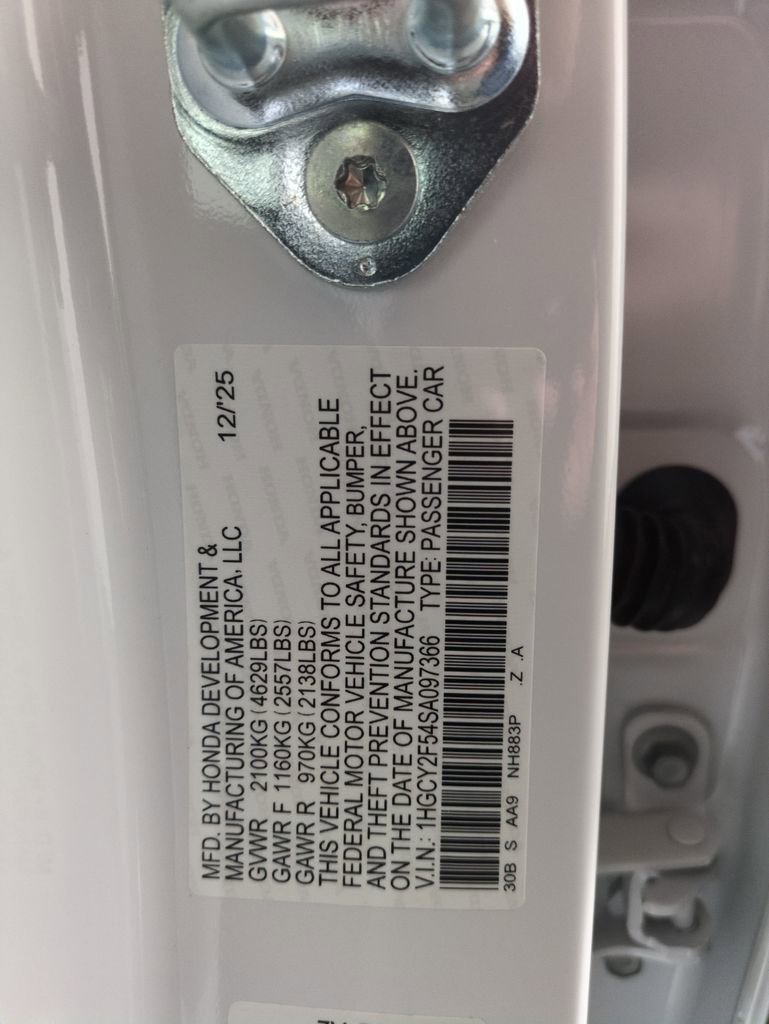 MFD. BY HONDA DEVELOPMENT &
MANUFACTURING OF AMERICA, LLC 12/'25
GVWR 2100KG (4629LBS)
GAWR F 1160KG (2557LBS)
GAWR R 970KG (2138LBS)
THIS VEHICLE CONFORMS TO ALL APPLICABLE
FEDERAL MOTOR VEHICLE SAFETY, BUMPER,
AND THEFT PREVENTION STANDARDS IN EFFECT
ON THE DATE OF MANUFACTURE SHOWN ABOVE.
V.I.N.: 1HGCY2F54SA097366 TYPE: PASSENGER CAR
30B S AA9 NH883P .Z .A